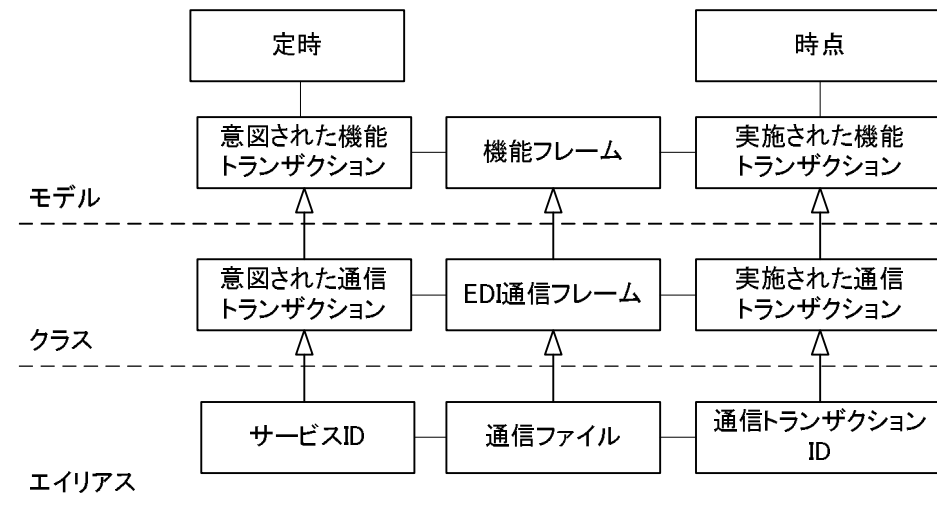 定時
時点
意図された機能
トランザクション
機能フレーム
実施された機能
トランザクション
モデル
意図された通信
トランザクション
EDI通信フレーム
実施された通信
トランザクション
クラス
サービスID
通信ファイル
通信トランザクション
ID
エイリアス